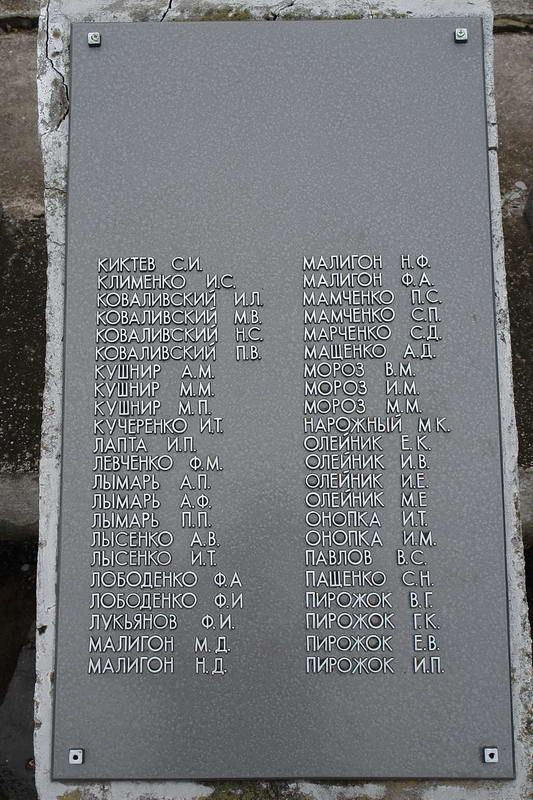 КИКТЕВ С.И.
КЛИМЕНКО И.С.
КОВАЛИВСКИЙ И.Л.
КОВАЛИВСКИЙ М.В.
КОВАЛИВСКИЙ Н.С.
КОВАЛИВСКИЙ П.В.
КУШНИР А.М.
КУШНИР М.М.
КУШНИР М.П.
КУЧЕРЕНКО И.Т.
ЛАПТА И.П.
ЛЕВЧЕНКО Ф.М.
ЛЫМАРЬ А.П.
ЛЫМАРЬ А.Ф.
ЛЫМАРЬ П.П.
ЛЫСЕНКО А.В.
ЛЫСЕНКО И.Т.
ЛОБОДЕНКО Ф.А
ЛОБОДЕНКО Ф.И
ЛУКЬЯНОВ Ф.И.
МАЛИГОН М.Д.
МАЛИГОН Н.Д.
МАЛИГОН Н.Ф.
МАЛИГОН Ф.А.
МАМЧЕНКО П.С.
МАМЧЕНКО С.П.
МАРЧЕНКО С.Д.
МАЩЕНКО А.Д.
МОРОЗ В.М.
МОРОЗ И.М.
МОРОЗ М.М.
НАРОЖНЫЙ М.К.
ОЛЕЙНИК Е.К.
ОЛЕЙНИК И.В.
ОЛЕЙНИК И.Е.
ОЛЕЙНИК М.Е
ОНОПКА И.Т.
ОНОПКА И.М.
ПАВЛОВ В.С.
ПАЩЕНКО С.Н.
ПИРОЖОК В.Г.
ПИРОЖОК Г.К.
ПИРОЖОК Е.В.
ПИРОЖОК И.П.